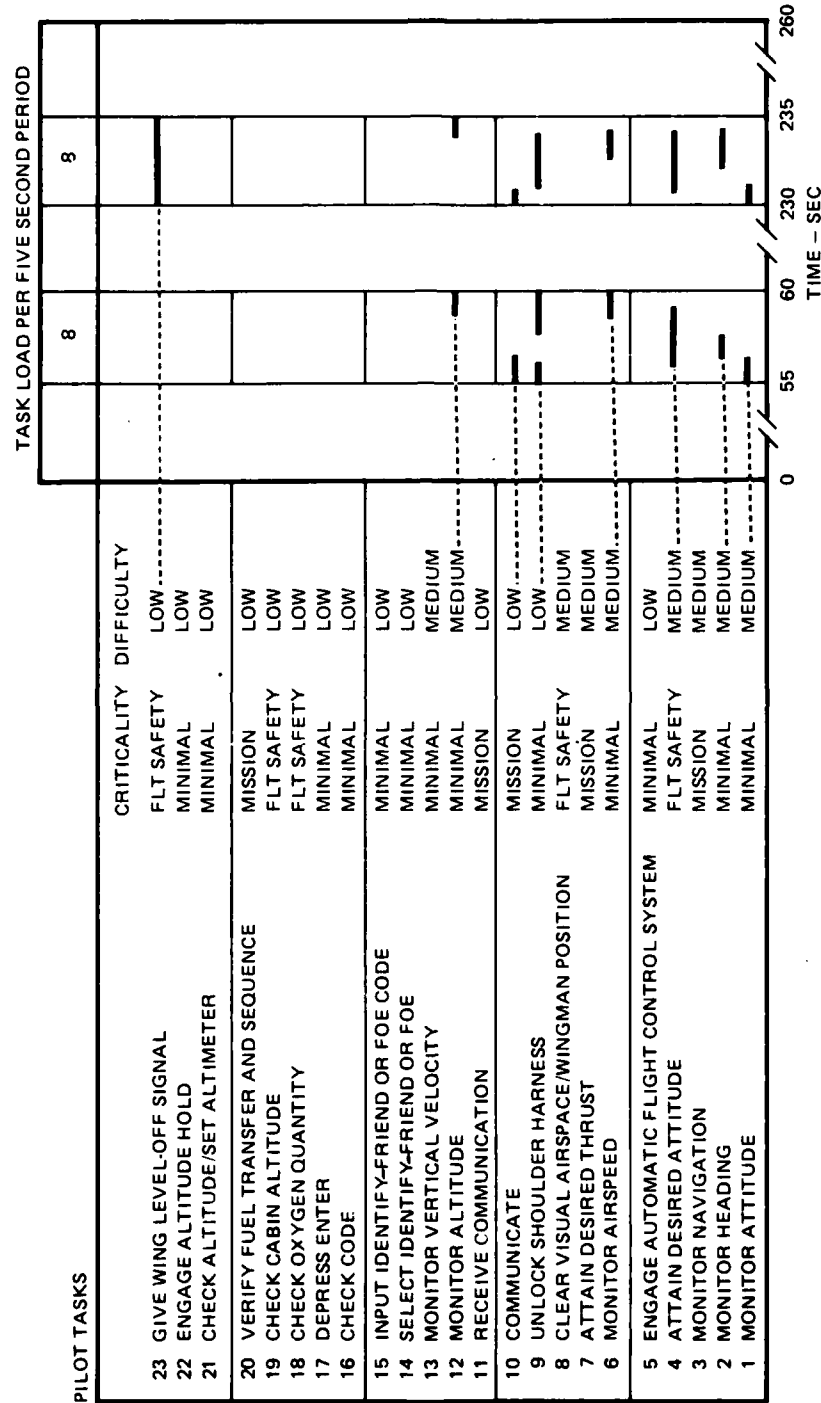 TASK LOAD PER FIVE SECOND PERIOD
PILOT TASKS
8 8
CRITICALITY DIFFICULTY
23 GIVE WING LEVEL-OFF SIGNAL FLT SAFETY LOW
22 ENGAGE ALTITUDE HOLD MINIMAL LOW
21 CHECK ALTITUDE/SET ALTIMETER MINIMAL LOW
20 VERIFY FUEL TRANSFER AND SEQUENCE MISSION LOW
19 CHECK CABIN ALTITUDE FLT SAFETY LOW
18 CHECK OXYGEN QUANTITY FLT SAFETY LOW
17 DEPRESS ENTER MINIMAL LOW
16 CHECK CODE MINIMAL LOW
15 INPUT IDENTIFY-FRIEND OR FOE CODE MINIMAL LOW
14 SELECT IDENTIFY-FRIEND OR FOE MINIMAL LOW
13 MONITOR VERTICAL VELOCITY MINIMAL MEDIUM
12 MONITOR ALTITUDE MINIMAL MEDIUM
11 RECEIVE COMMUNICATION MISSION LOW
10 COMMUNICATE MISSION LOW
9 UNLOCK SHOULDER HARNESS MINIMAL LOW
8 CLEAR VISUAL AIRSPACE/WINGMAN POSITION FLT SAFETY MEDIUM
7 ATTAIN DESIRED THRUST MISSION MEDIUM
6 MONITOR AIRSPEED MINIMAL MEDIUM
5 ENGAGE AUTOMATIC FLIGHT CONTROL SYSTEM MINIMAL LOW
4 ATTAIN DESIRED ATTITUDE FLT SAFETY MEDIUM
3 MONITOR NAVIGATION MISSION MEDIUM
2 MONITOR HEADING MINIMAL MEDIUM
1 MONITOR ATTITUDE MINIMAL MEDIUM
0 55 60 230 235 260
TIME – SEC